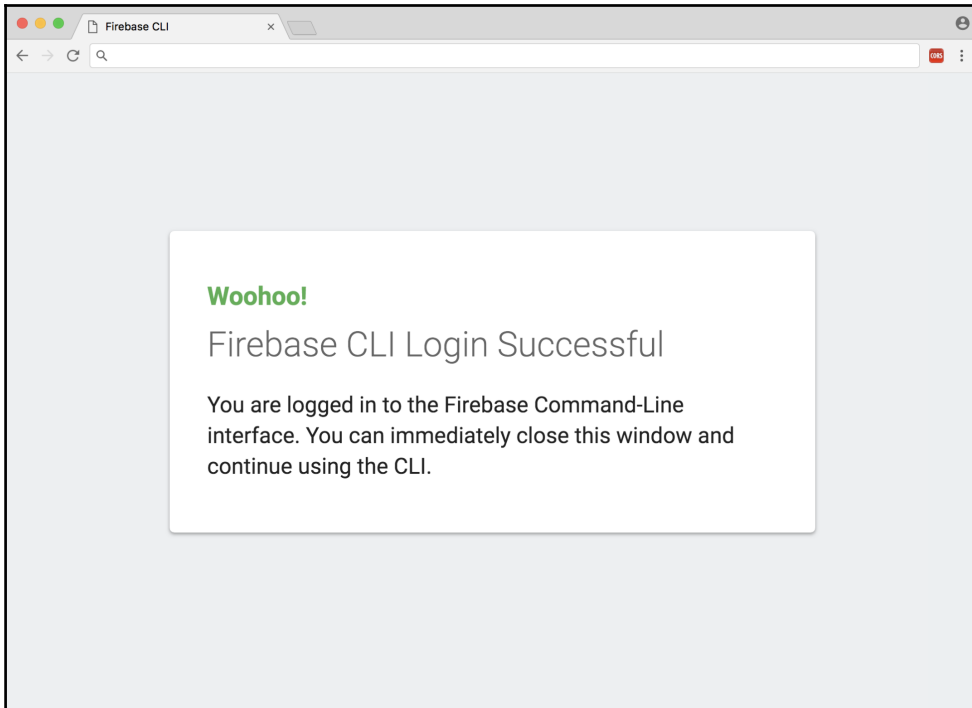 Firebase CLI
CORS
Woohoo!
Firebase CLI Login Successful
You are logged in to the Firebase Command-Line
interface. You can immediately close this window and
continue using the CLI.